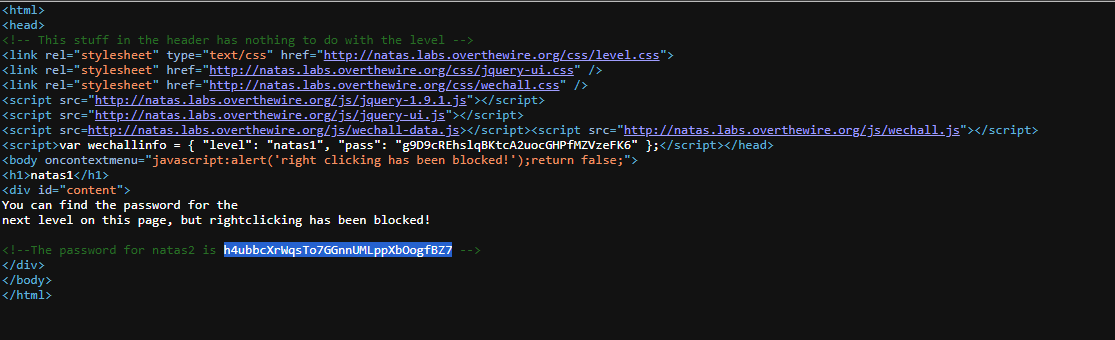 <html>
<head>
<!-- This stuff in the header has nothing to do with the level -->
<link rel="stylesheet" type="text/css" href="http://natas.labs.overthewire.org/css/level.css">
<link rel="stylesheet" href="http://natas.labs.overthewire.org/css/jquery-ui.css" />
<link rel="stylesheet" href="http://natas.labs.overthewire.org/css/wechall.css" />
<script src="http://natas.labs.overthewire.org/js/jquery-1.9.1.js"></script>
<script src="http://natas.labs.overthewire.org/js/jquery-ui.js"></script>
<script src=http://natas.labs.overthewire.org/js/wechall-data.js></script><script src="http://natas.labs.overthewire.org/js/wechall.js"></script>
<script>var wechallinfo = { "level": "natas1", "pass": "g9D9cREhslqBKtcA2uocGHPfMZVzeFK6" };</script></head>
<body oncontextmenu="javascript:alert('right clicking has been blocked!');return false;">
<h1>natas1</h1>
<div id="content">
You can find the password for the
next level on this page, but rightclicking has been blocked!
<!--The password for natas2 is h4ubbcXrWqsTo7GGnnUMLppXbOogfBZ7 -->
</div>
</body>
</html>